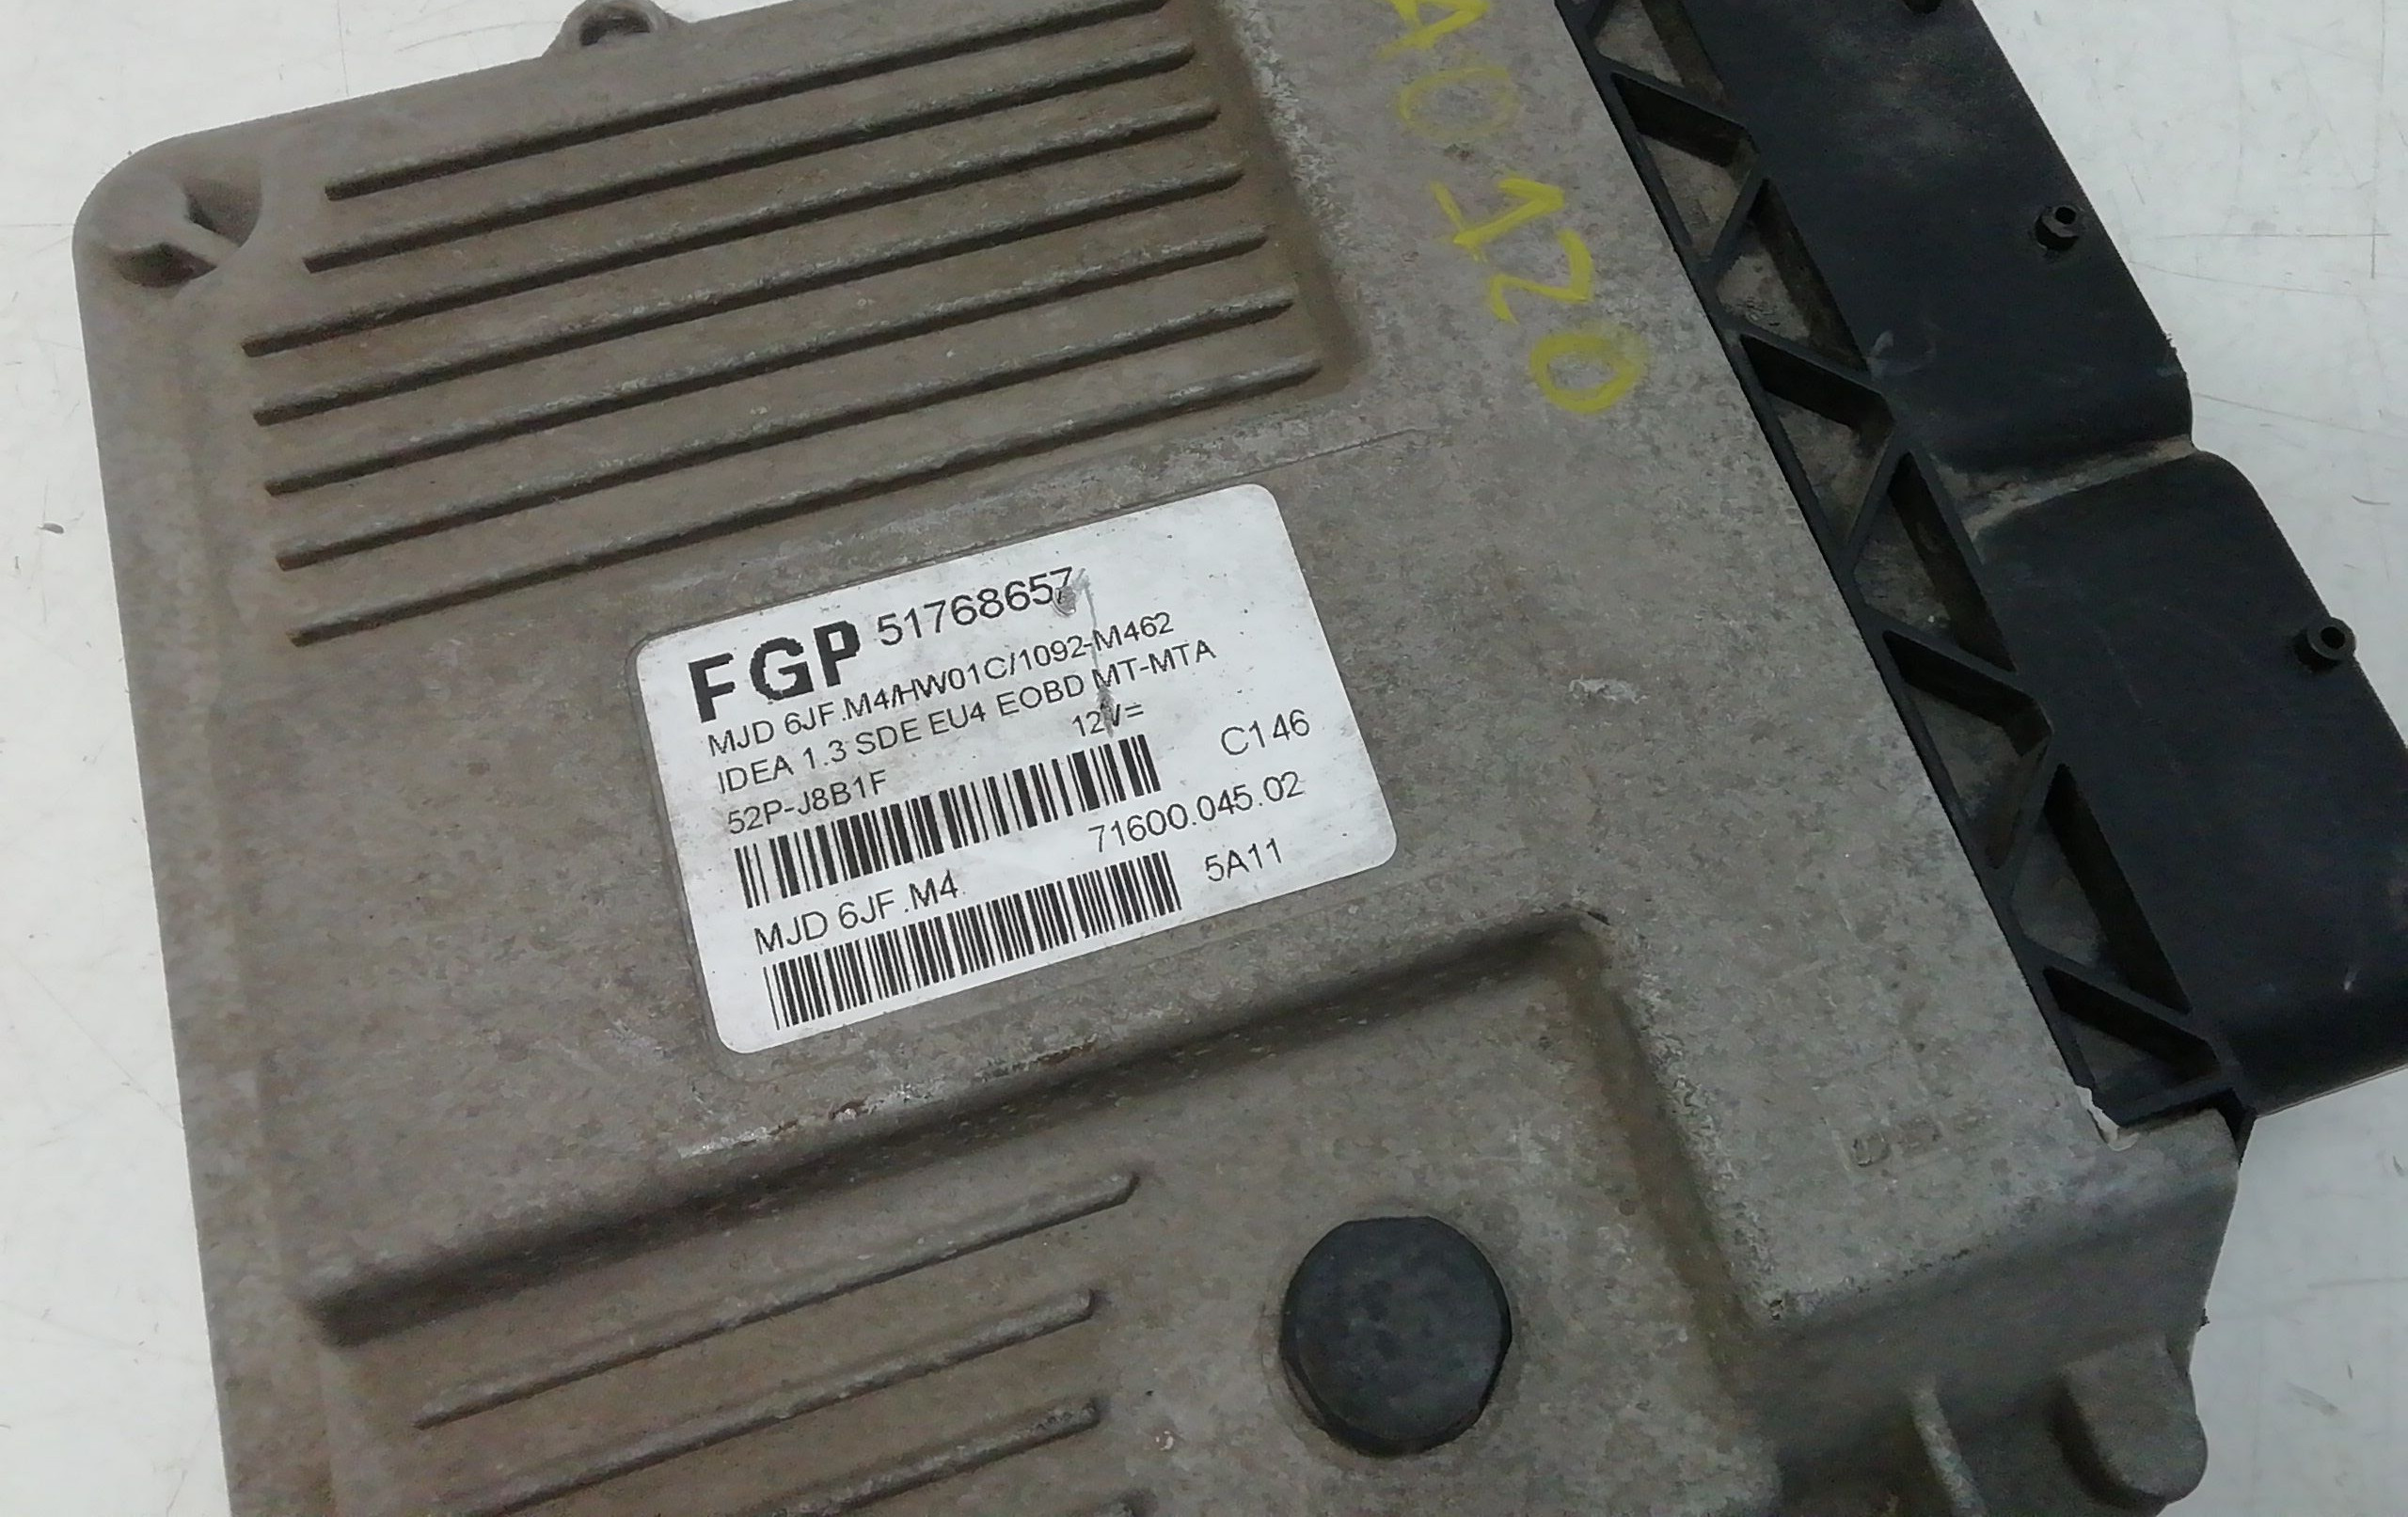 40120
FGP 51768657
MJD 6JF.M4/HW01C/1092-M462
IDEA 1.3 SDE EU4 EOBD MT-MTA
52P-J8B1F 12V=
C146
71600.045.02
MJD 6JF.M4
5A11